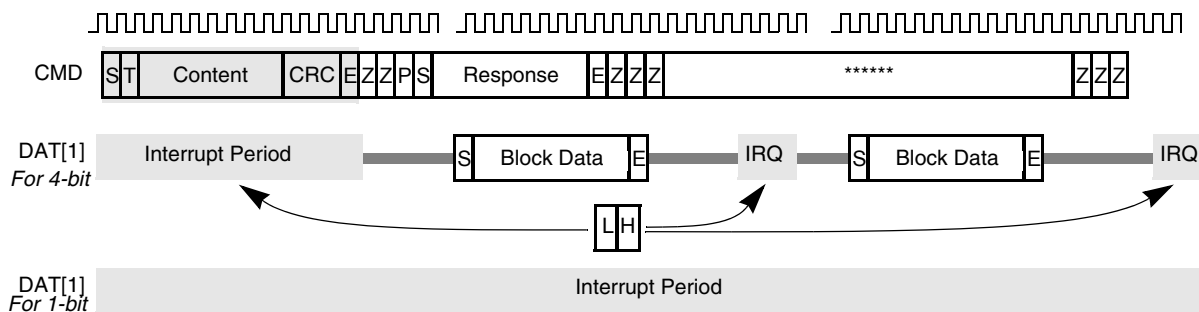 CMD S T Content CRC E Z Z P S Response E Z Z Z ****** Z Z Z
DAT[1] Interrupt Period S Block Data E IRQ S Block Data E IRQ
For 4-bit
L H
DAT[1] Interrupt Period
For 1-bit